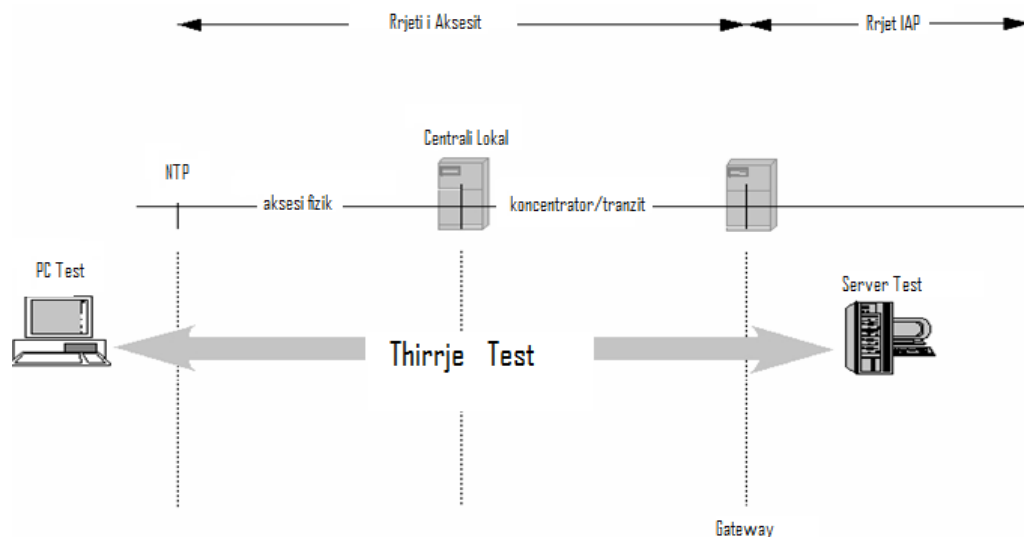 Rrjeti i Aksesit
Rrjet IAP
Centrali Lokal
NTP
aksesi fizik
koncentrator/tranzit
PC Test
Server Test
Thirrje Test
Gateway